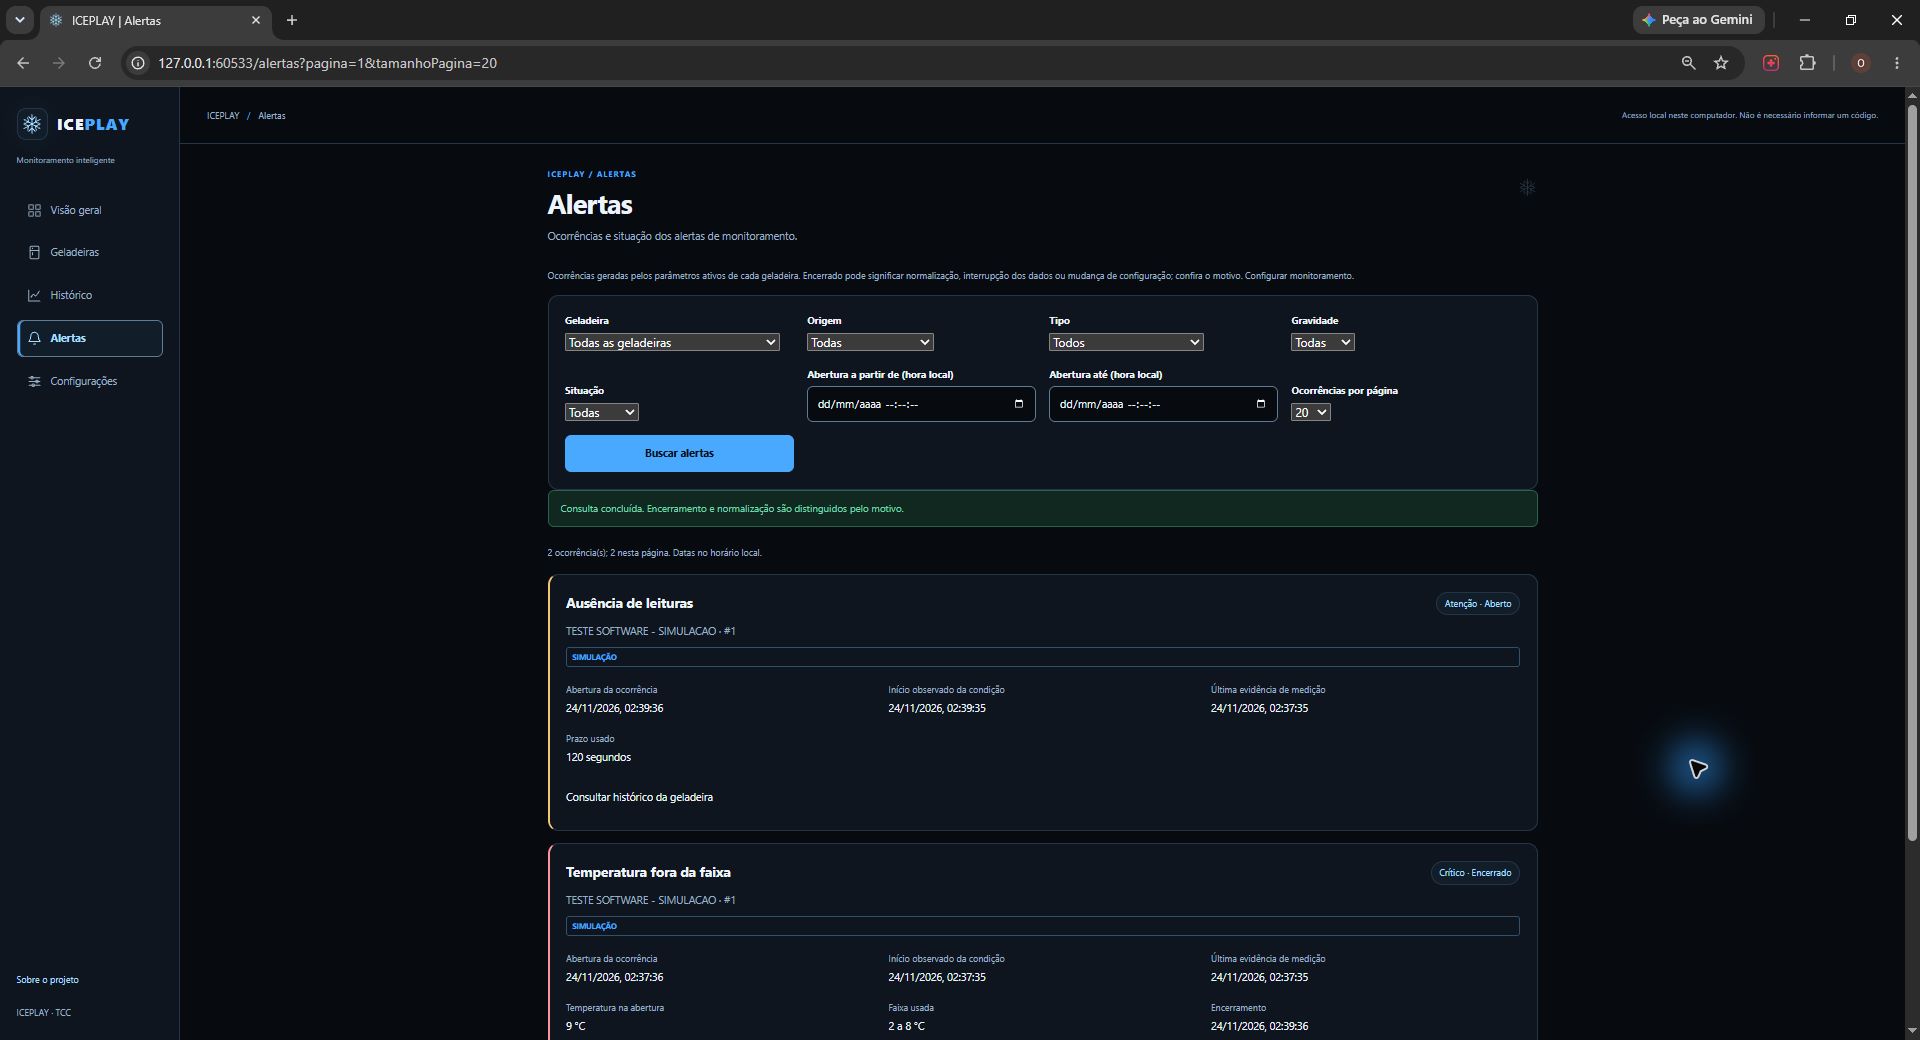 ICEPLAY | Alertas
Peça ao Gemini
127.0.0.1:60533/alertas?pagina=1&tamanhoPagina=20
O
ICEPLAY
Monitoramento inteligente
Visão geral
Geladeiras
Histórico
Alertas
Configurações
Sobre o projeto
ICEPLAY · TCC
ICEPLAY / Alertas
Acesso local neste computador. Não é necessário informar um código.
ICEPLAY / ALERTAS
Alertas
Ocorrências e situação dos alertas de monitoramento.
Ocorrências geradas pelos parâmetros ativos de cada geladeira. Encerrado pode significar normalização, interrupção dos dados ou mudança de configuração; confira o motivo. Configurar monitoramento.
Geladeira
Todas as geladeiras
Origem
Todas
Tipo
Todos
Gravidade
Todas
Situação
Todas
Abertura a partir de (hora local)
dd/mm/aaaa --:--:--
Abertura até (hora local)
dd/mm/aaaa --:--:--
Ocorrências por página
20
Buscar alertas
Consulta concluída. Encerramento e normalização são distinguidos pelo motivo.
2 ocorrência(s); 2 nesta página. Datas no horário local.
Ausência de leituras
Atenção · Aberto
TESTE SOFTWARE - SIMULACAO · #1
SIMULAÇÃO
Abertura da ocorrência
24/11/2026, 02:39:36
Início observado da condição
24/11/2026, 02:39:35
Última evidência de medição
24/11/2026, 02:37:35
Prazo usado
120 segundos
Consultar histórico da geladeira
Temperatura fora da faixa
Crítico · Encerrado
TESTE SOFTWARE - SIMULACAO · #1
SIMULAÇÃO
Abertura da ocorrência
24/11/2026, 02:37:36
Início observado da condição
24/11/2026, 02:37:35
Última evidência de medição
24/11/2026, 02:37:35
Temperatura na abertura
9 °C
Faixa usada
2 a 8 °C
Encerramento
24/11/2026, 02:39:36